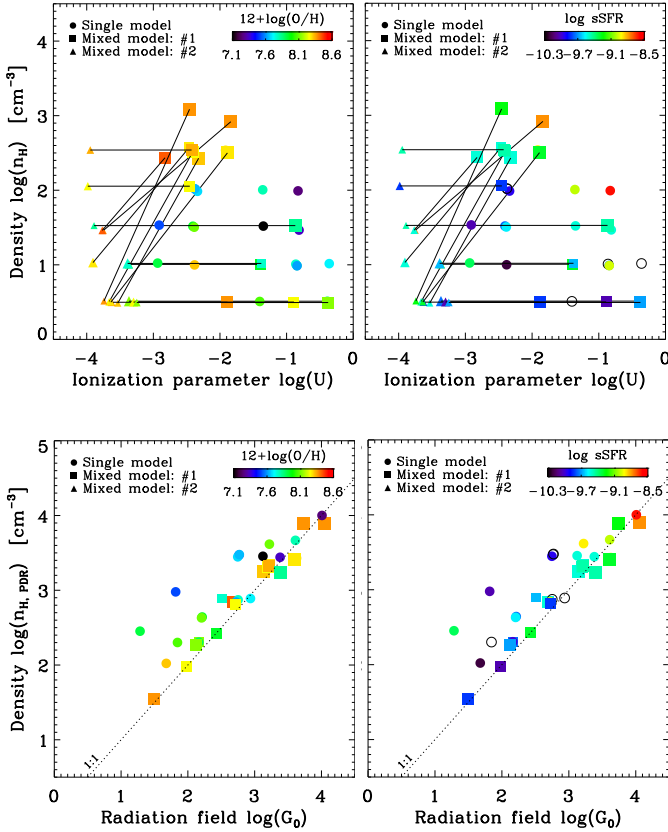 Single model
Mixed model: #1
Mixed model: #2
12+log(O/H)
7.1 7.6 8.1 8.6
Single model
Mixed model: #1
Mixed model: #2
log sSFR
−10.3 −9.7 −9.1 −8.5
Density log(nH) [cm−3]
5
4
3
2
1
0
−4 −3 −2 −1 0
Ionization parameter log(U)
−4 −3 −2 −1 0
Ionization parameter log(U)
Single model
Mixed model: #1
Mixed model: #2
12+log(O/H)
7.1 7.6 8.1 8.6
Single model
Mixed model: #1
Mixed model: #2
log sSFR
−10.3 −9.7 −9.1 −8.5
Density log(nH, PDR) [cm−3]
5
4
3
2
1
1:1
1:1
0 1 2 3 4
Radiation field log(G0)
0 1 2 3 4
Radiation field log(G0)